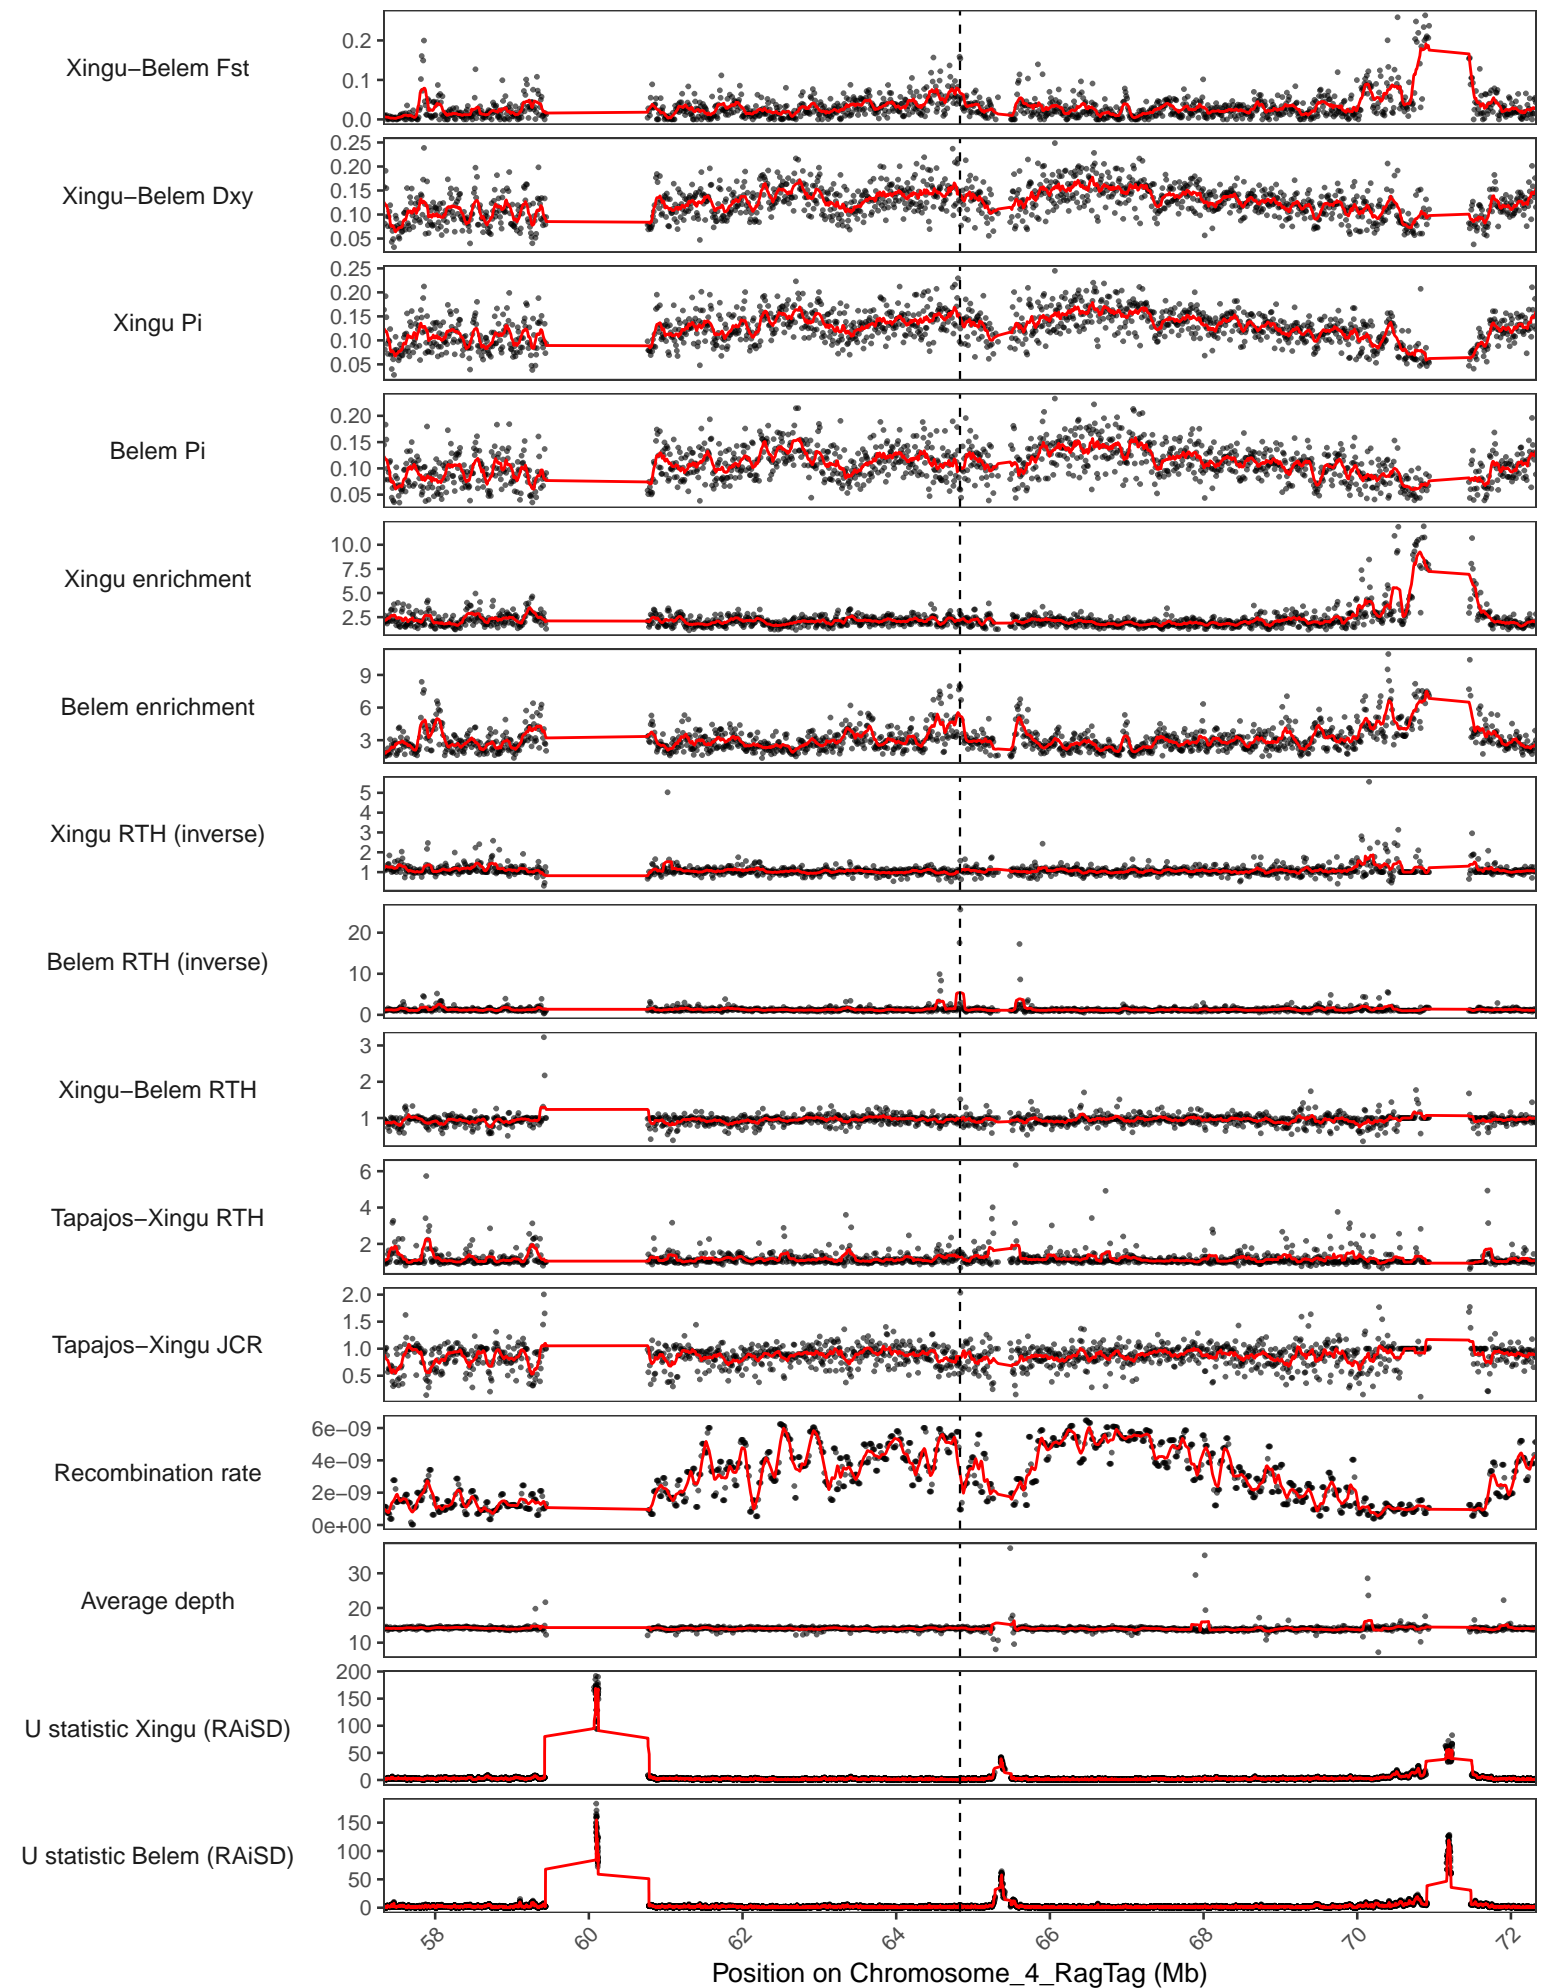 Xingu−Belem Fst
0.2
0.1
0.0
Xingu−Belem Dxy
0.25
0.20
0.15
0.10
0.05
Xingu Pi
0.25
0.20
0.15
0.10
0.05
Belem Pi
0.20
0.15
0.10
0.05
Xingu enrichment
10.0
7.5
5.0
2.5
Belem enrichment
9
6
3
Xingu RTH (inverse)
5
4
3
2
1
Belem RTH (inverse)
20
10
0
Xingu−Belem RTH
3
2
1
Tapajos−Xingu RTH
6
4
2
Tapajos−Xingu JCR
2.0
1.5
1.0
0.5
Recombination rate
6e−09
4e−09
2e−09
0e+00
Average depth
30
20
10
U statistic Xingu (RAiSD)
200
150
100
50
0
U statistic Belem (RAiSD)
150
100
50
0
58 60 62 64 66 68 70 72
Position on Chromosome_4_RagTag (Mb)